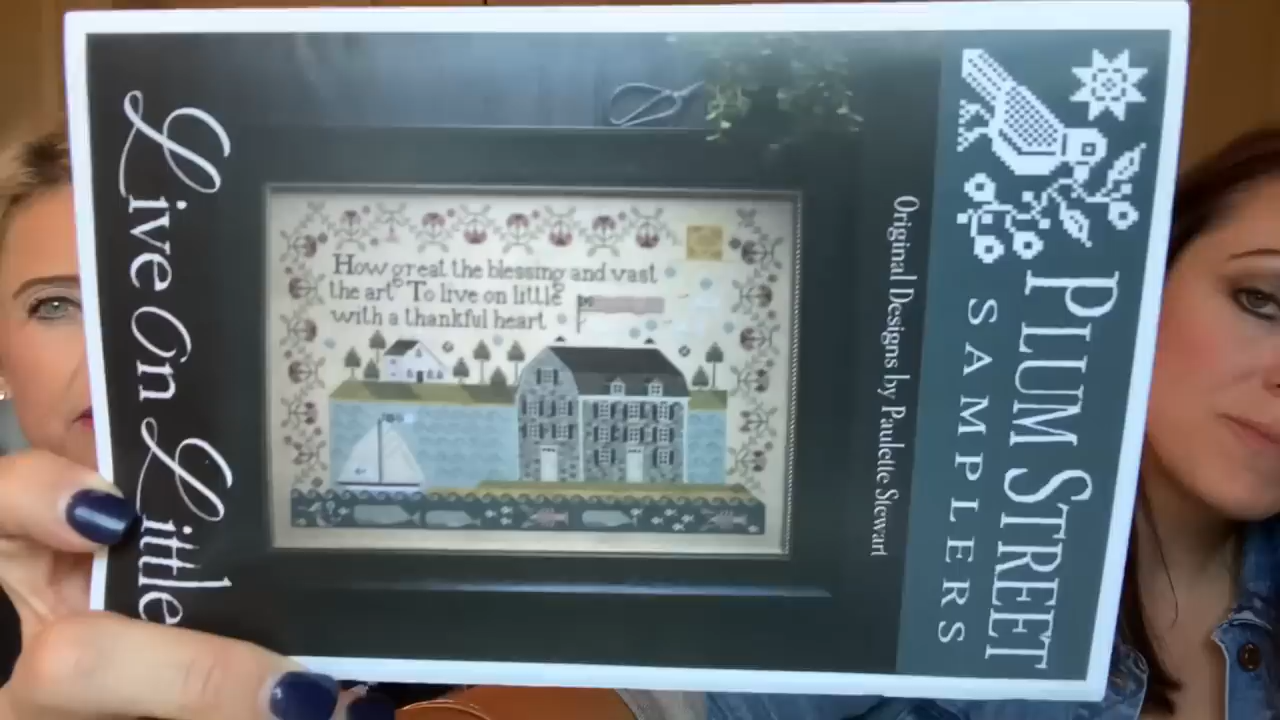 Live On Little
How great the blessing and vast
the art To live on little
with a thankful heart
Original Designs by Paulette Stewart
PLUM STREET
SAMPLERS